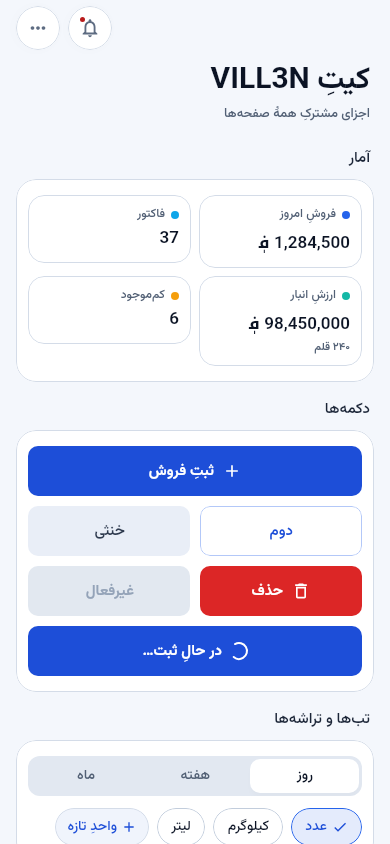 کیتِ VILL3N
اجزای مشترکِ همهٔ صفحه‌ها
آمار
فروشِ امروز
1,284,500 ؋
فاکتور
37
ارزشِ انبار
98,450,000 ؋
۲۴۰ قلم
کم‌موجود
6
دکمه‌ها
ثبتِ فروش
دوم
خنثی
حذف
غیرفعال
در حالِ ثبت…
تب‌ها و تراشه‌ها
روز
هفته
ماه
عدد
کیلوگرم
لیتر
واحدِ تازه